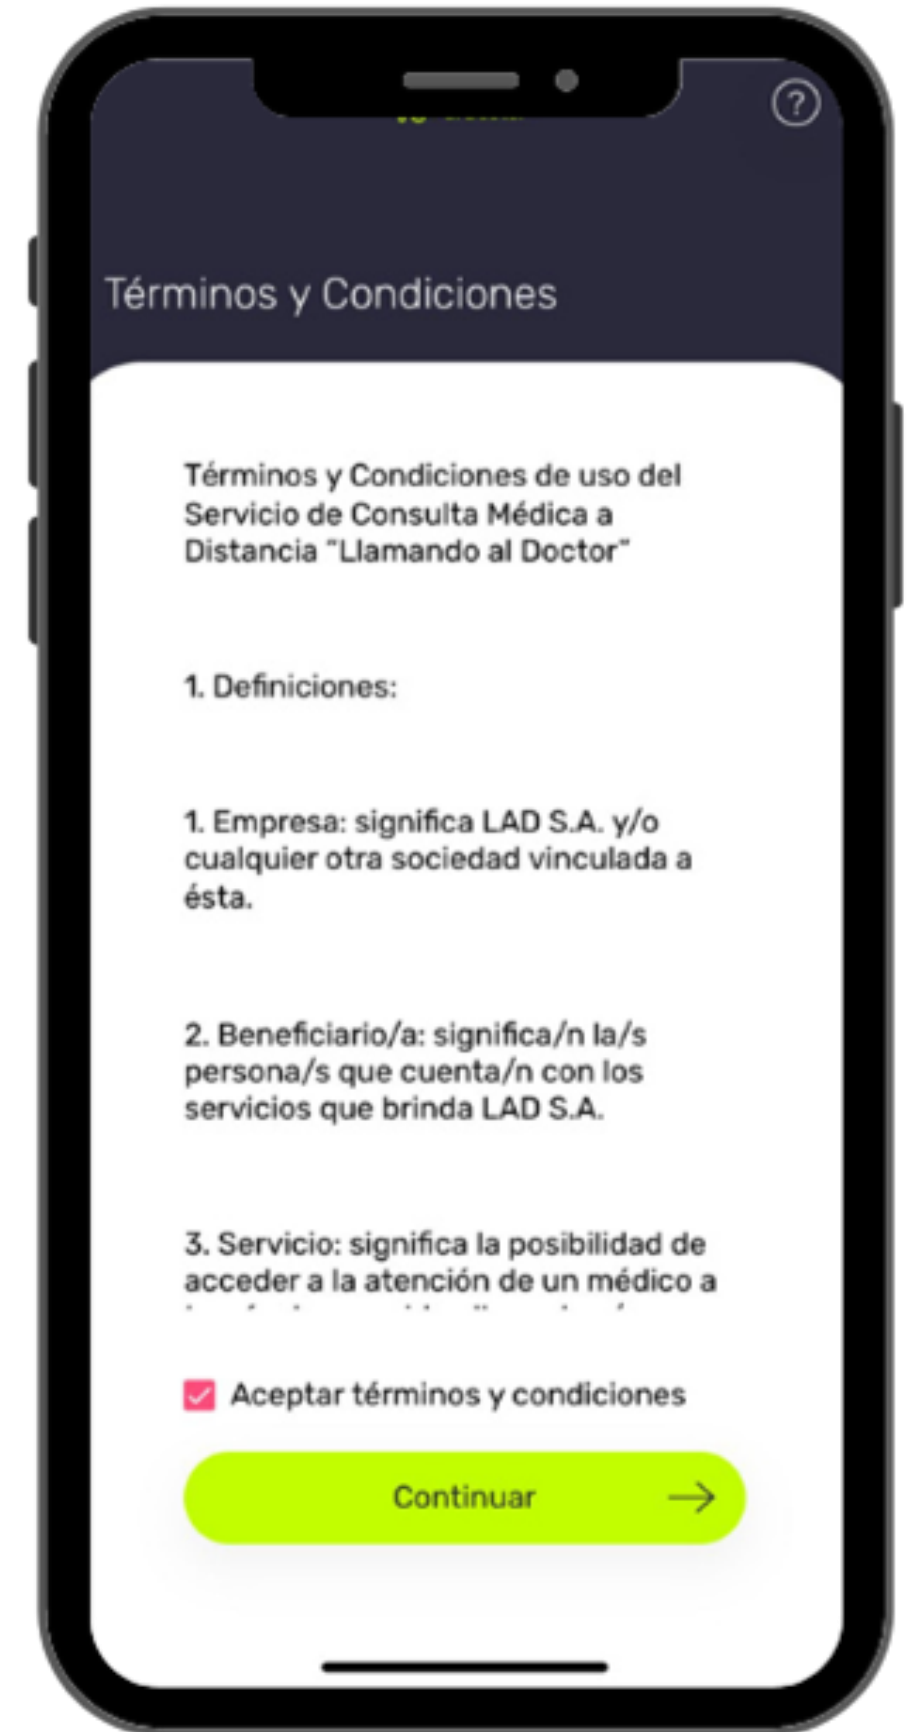 ?
Términos y Condiciones
Términos y Condiciones de uso del
Servicio de Consulta Médica a
Distancia “Llamando al Doctor”
1. Definiciones:
1. Empresa: significa LAD S.A. y/o
cualquier otra sociedad vinculada a
ésta.
2. Beneficiario/a: significa/n la/s
persona/s que cuenta/n con los
servicios que brinda LAD S.A.
3. Servicio: significa la posibilidad de
acceder a la atención de un médico a
Aceptar términos y condiciones
Continuar